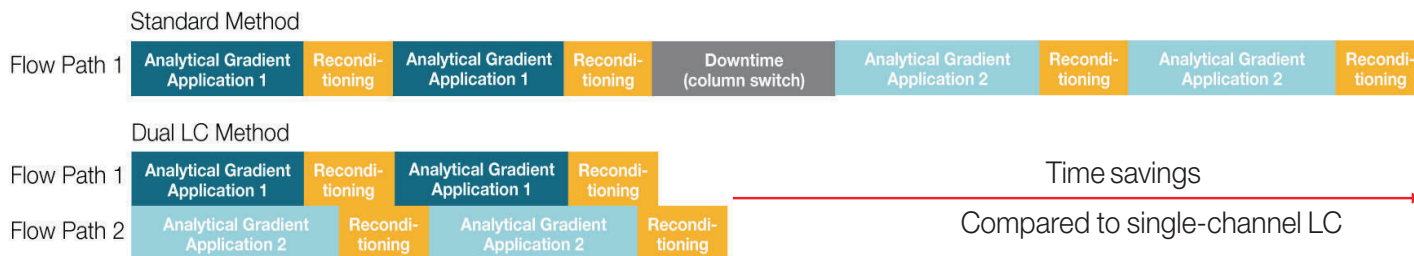 Standard Method
Flow Path 1
Analytical Gradient
Application 1
Recondi-
tioning
Analytical Gradient
Application 1
Recondi-
tioning
Downtime
(column switch)
Analytical Gradient
Application 2
Recondi-
tioning
Analytical Gradient
Application 2
Recondi-
tioning
Dual LC Method
Flow Path 1
Analytical Gradient
Application 1
Recondi-
tioning
Analytical Gradient
Application 1
Recondi-
tioning
Time savings
Compared to single-channel LC
Flow Path 2
Analytical Gradient
Application 2
Recondi-
tioning
Analytical Gradient
Application 2
Recondi-
tioning